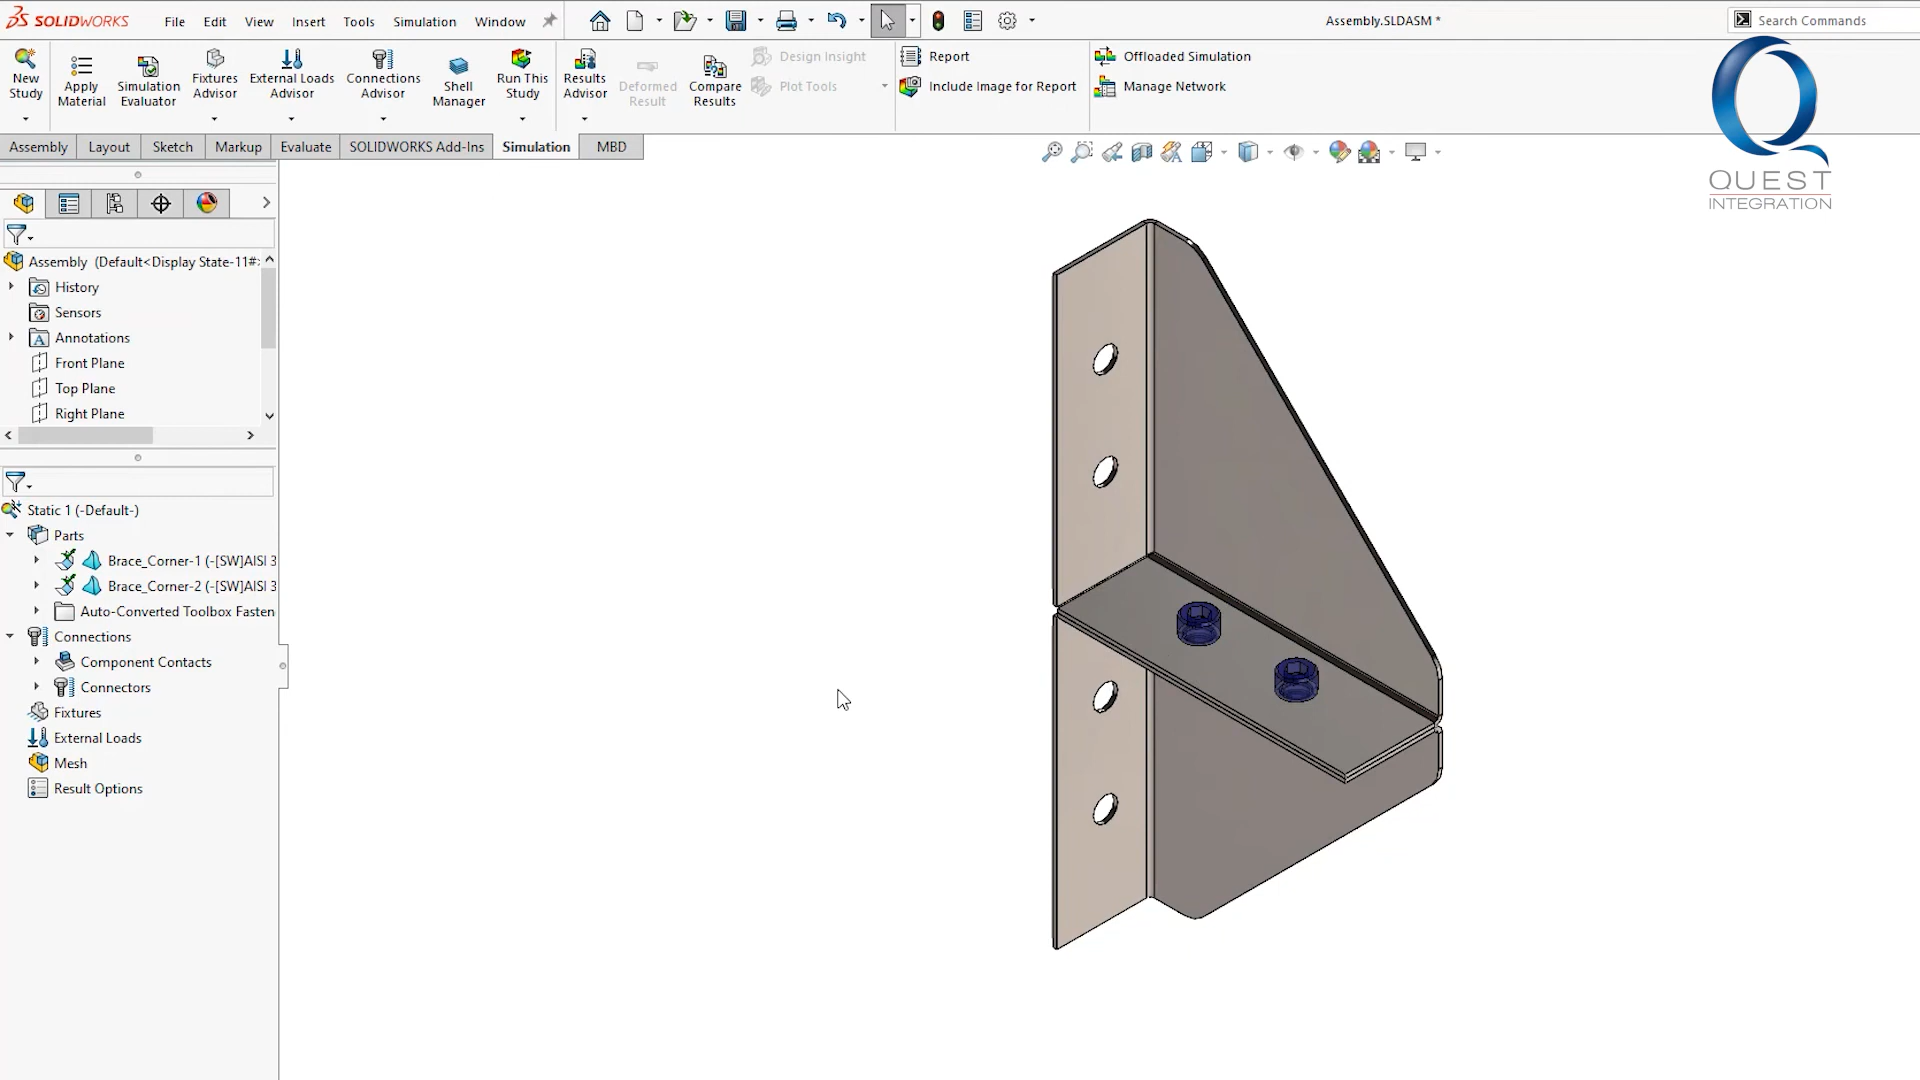 SOLIDWORKS File Edit View Insert Tools Simulation Window
Assembly.SLDASM *
Search Commands
New Study
Apply Material
Simulation Evaluator
Fixtures Advisor
External Loads Advisor
Connections Advisor
Shell Manager
Run This Study
Results Advisor
Deformed Result
Compare Results
Design Insight
Plot Tools
Report
Include Image for Report
Offloaded Simulation
Manage Network
Assembly Layout Sketch Markup Evaluate SOLIDWORKS Add-Ins Simulation MBD
QUEST
INTEGRATION
Assembly (Default<Display State-11#>
History
Sensors
Annotations
Front Plane
Top Plane
Right Plane
Static 1 (-Default-)
Parts
Brace_Corner-1 (-[SW]AISI 3
Brace_Corner-2 (-[SW]AISI 3
Auto-Converted Toolbox Fasten
Connections
Component Contacts
Connectors
Fixtures
External Loads
Mesh
Result Options